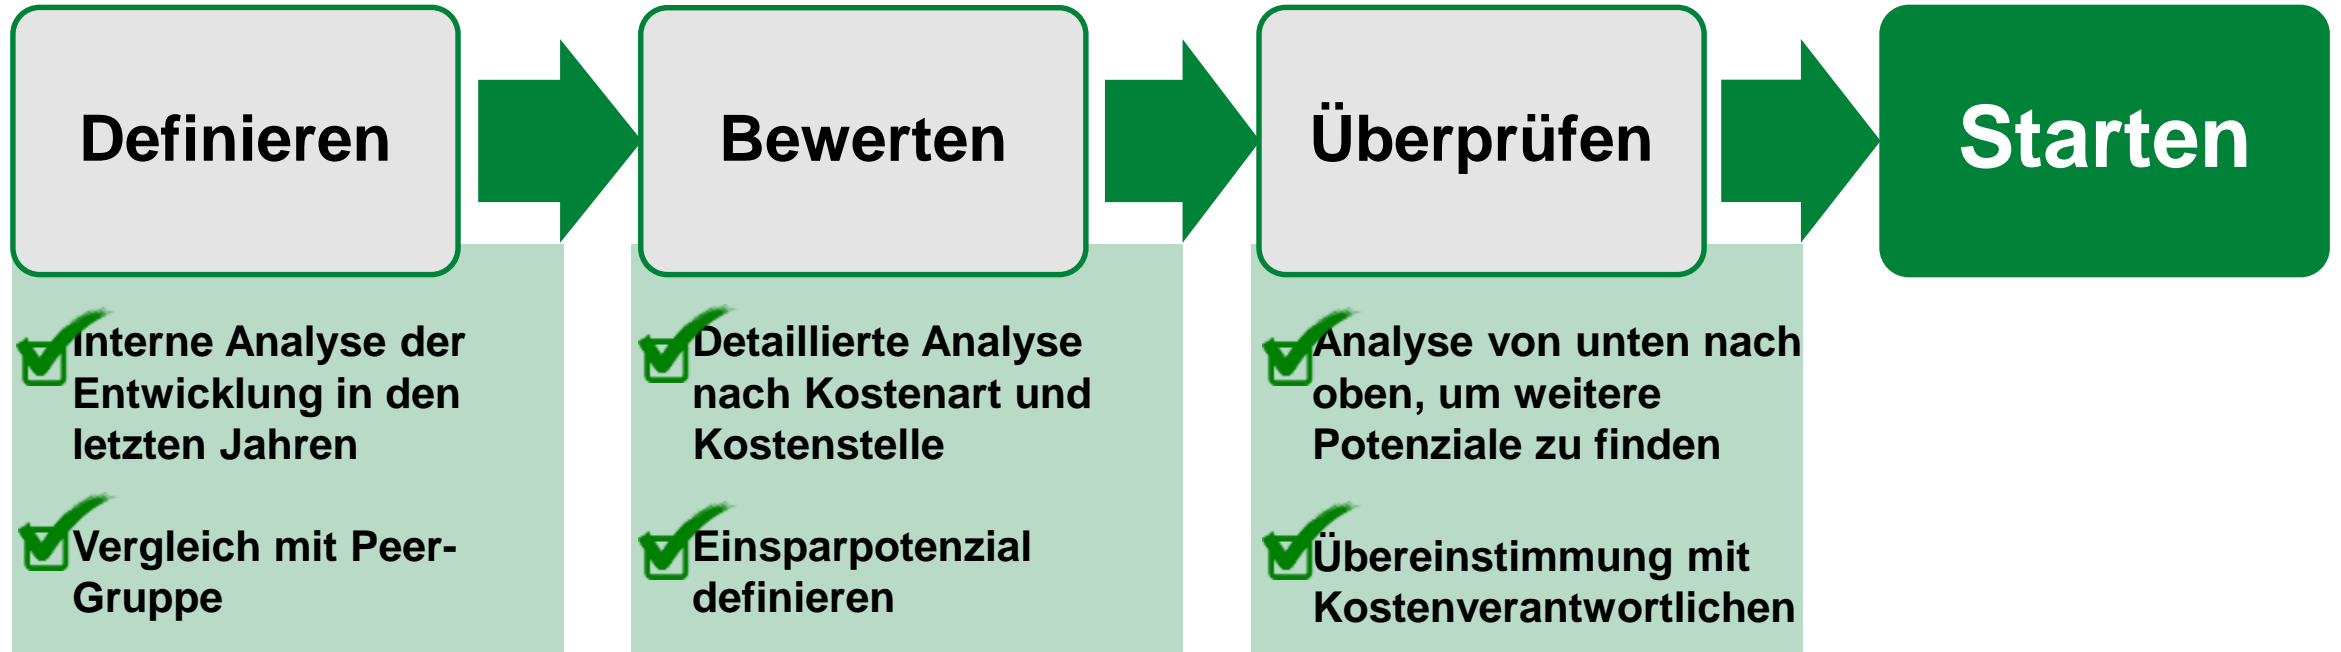 Definieren
Bewerten
Überprüfen
Starten
Interne Analyse der
Entwicklung in den
letzten Jahren
Vergleich mit Peer-
Gruppe
Detaillierte Analyse
nach Kostenart und
Kostenstelle
Einsparpotenzial
definieren
Analyse von unten nach
oben, um weitere
Potenziale zu finden
Übereinstimmung mit
Kostenverantwortlichen